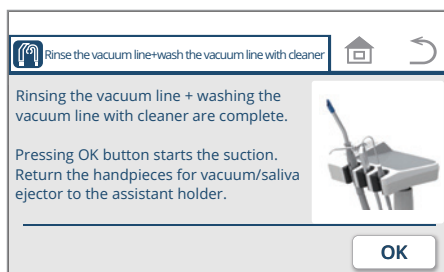 Rinse the vacuum line+wash the vacuum line with cleaner
Rinsing the vacuum line + washing the
vacuum line with cleaner are complete.
Pressing OK button starts the suction.
Return the handpieces for vacuum/saliva
ejector to the assistant holder.
OK